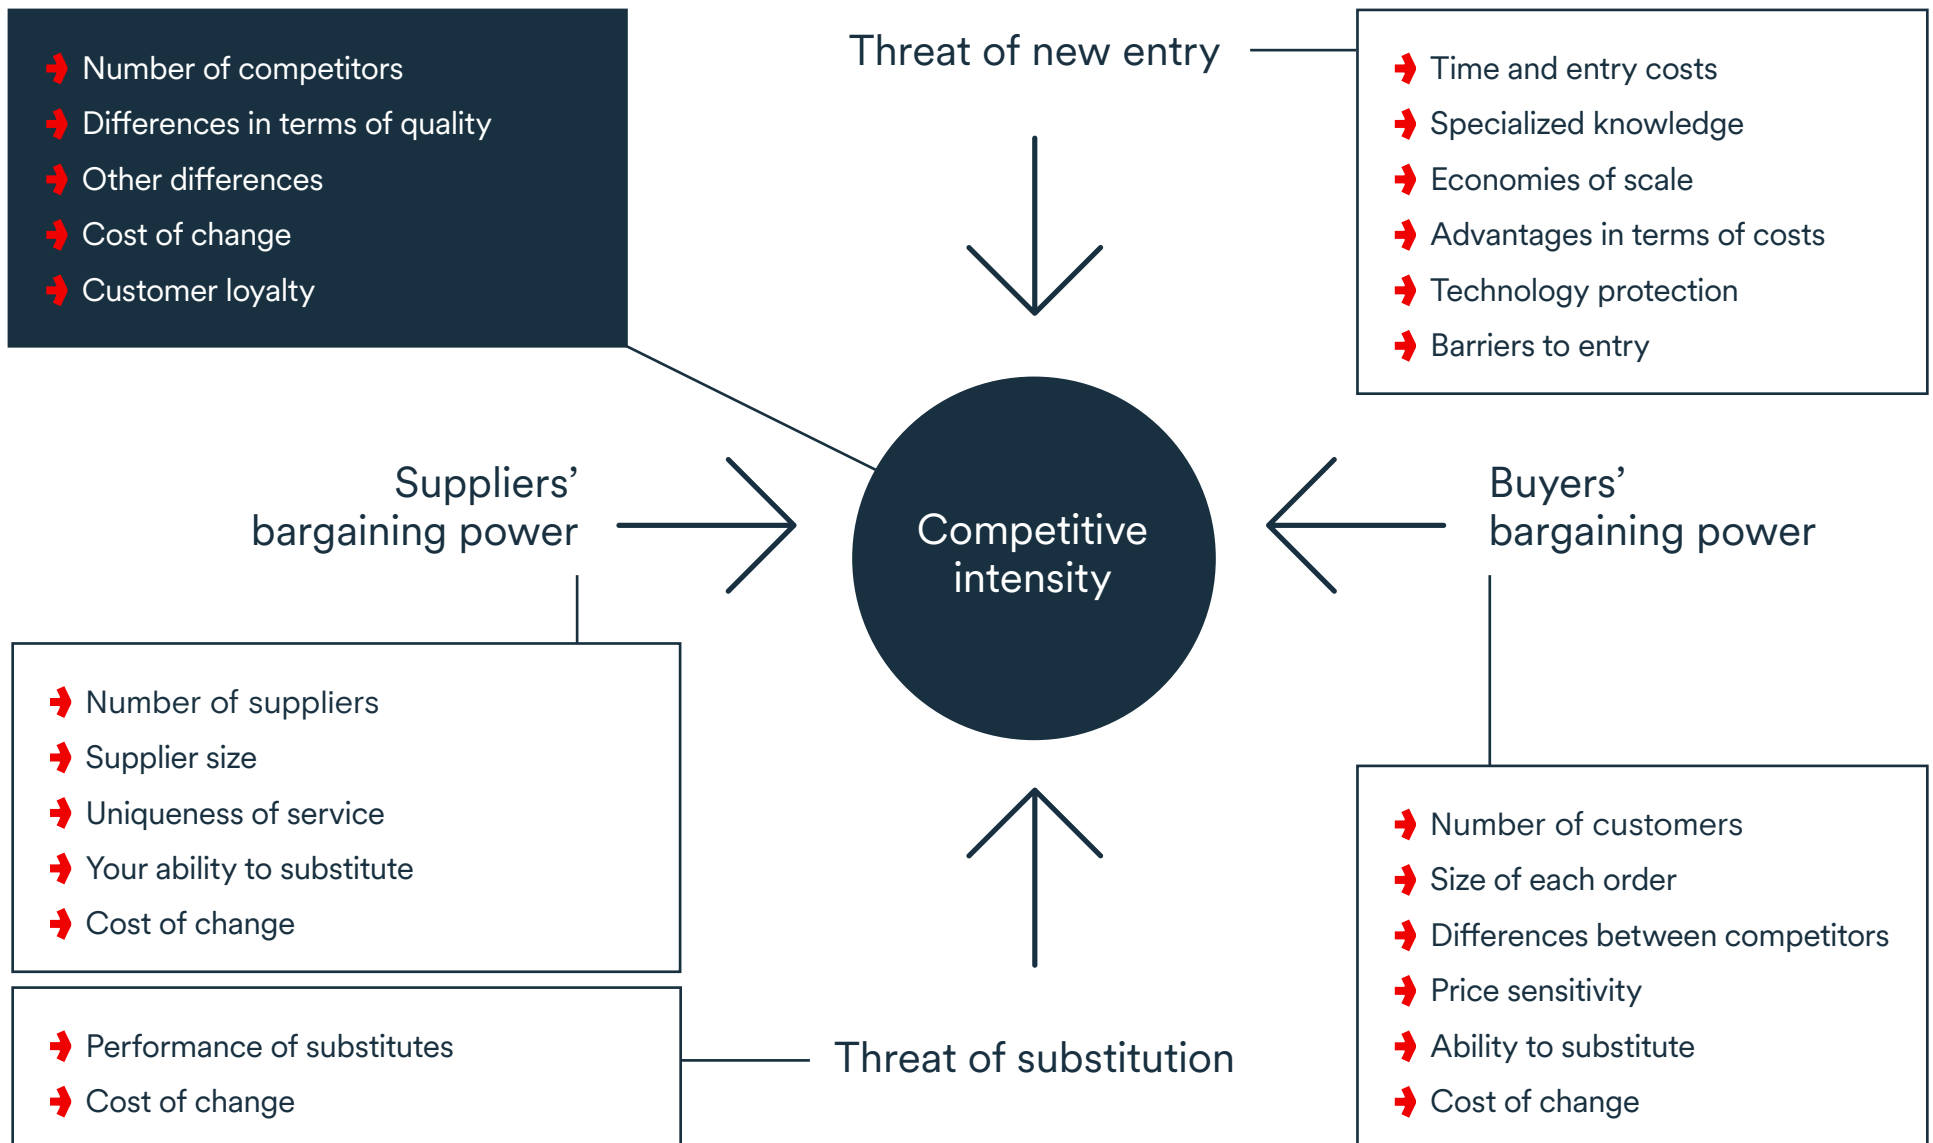 Number of competitors
Differences in terms of quality
Other differences
Cost of change
Customer loyalty
Threat of new entry
Time and entry costs
Specialized knowledge
Economies of scale
Advantages in terms of costs
Technology protection
Barriers to entry
Suppliers’
bargaining power
Competitive
intensity
Buyers’
bargaining power
Number of suppliers
Supplier size
Uniqueness of service
Your ability to substitute
Cost of change
Performance of substitutes
Cost of change
Threat of substitution
Number of customers
Size of each order
Differences between competitors
Price sensitivity
Ability to substitute
Cost of change